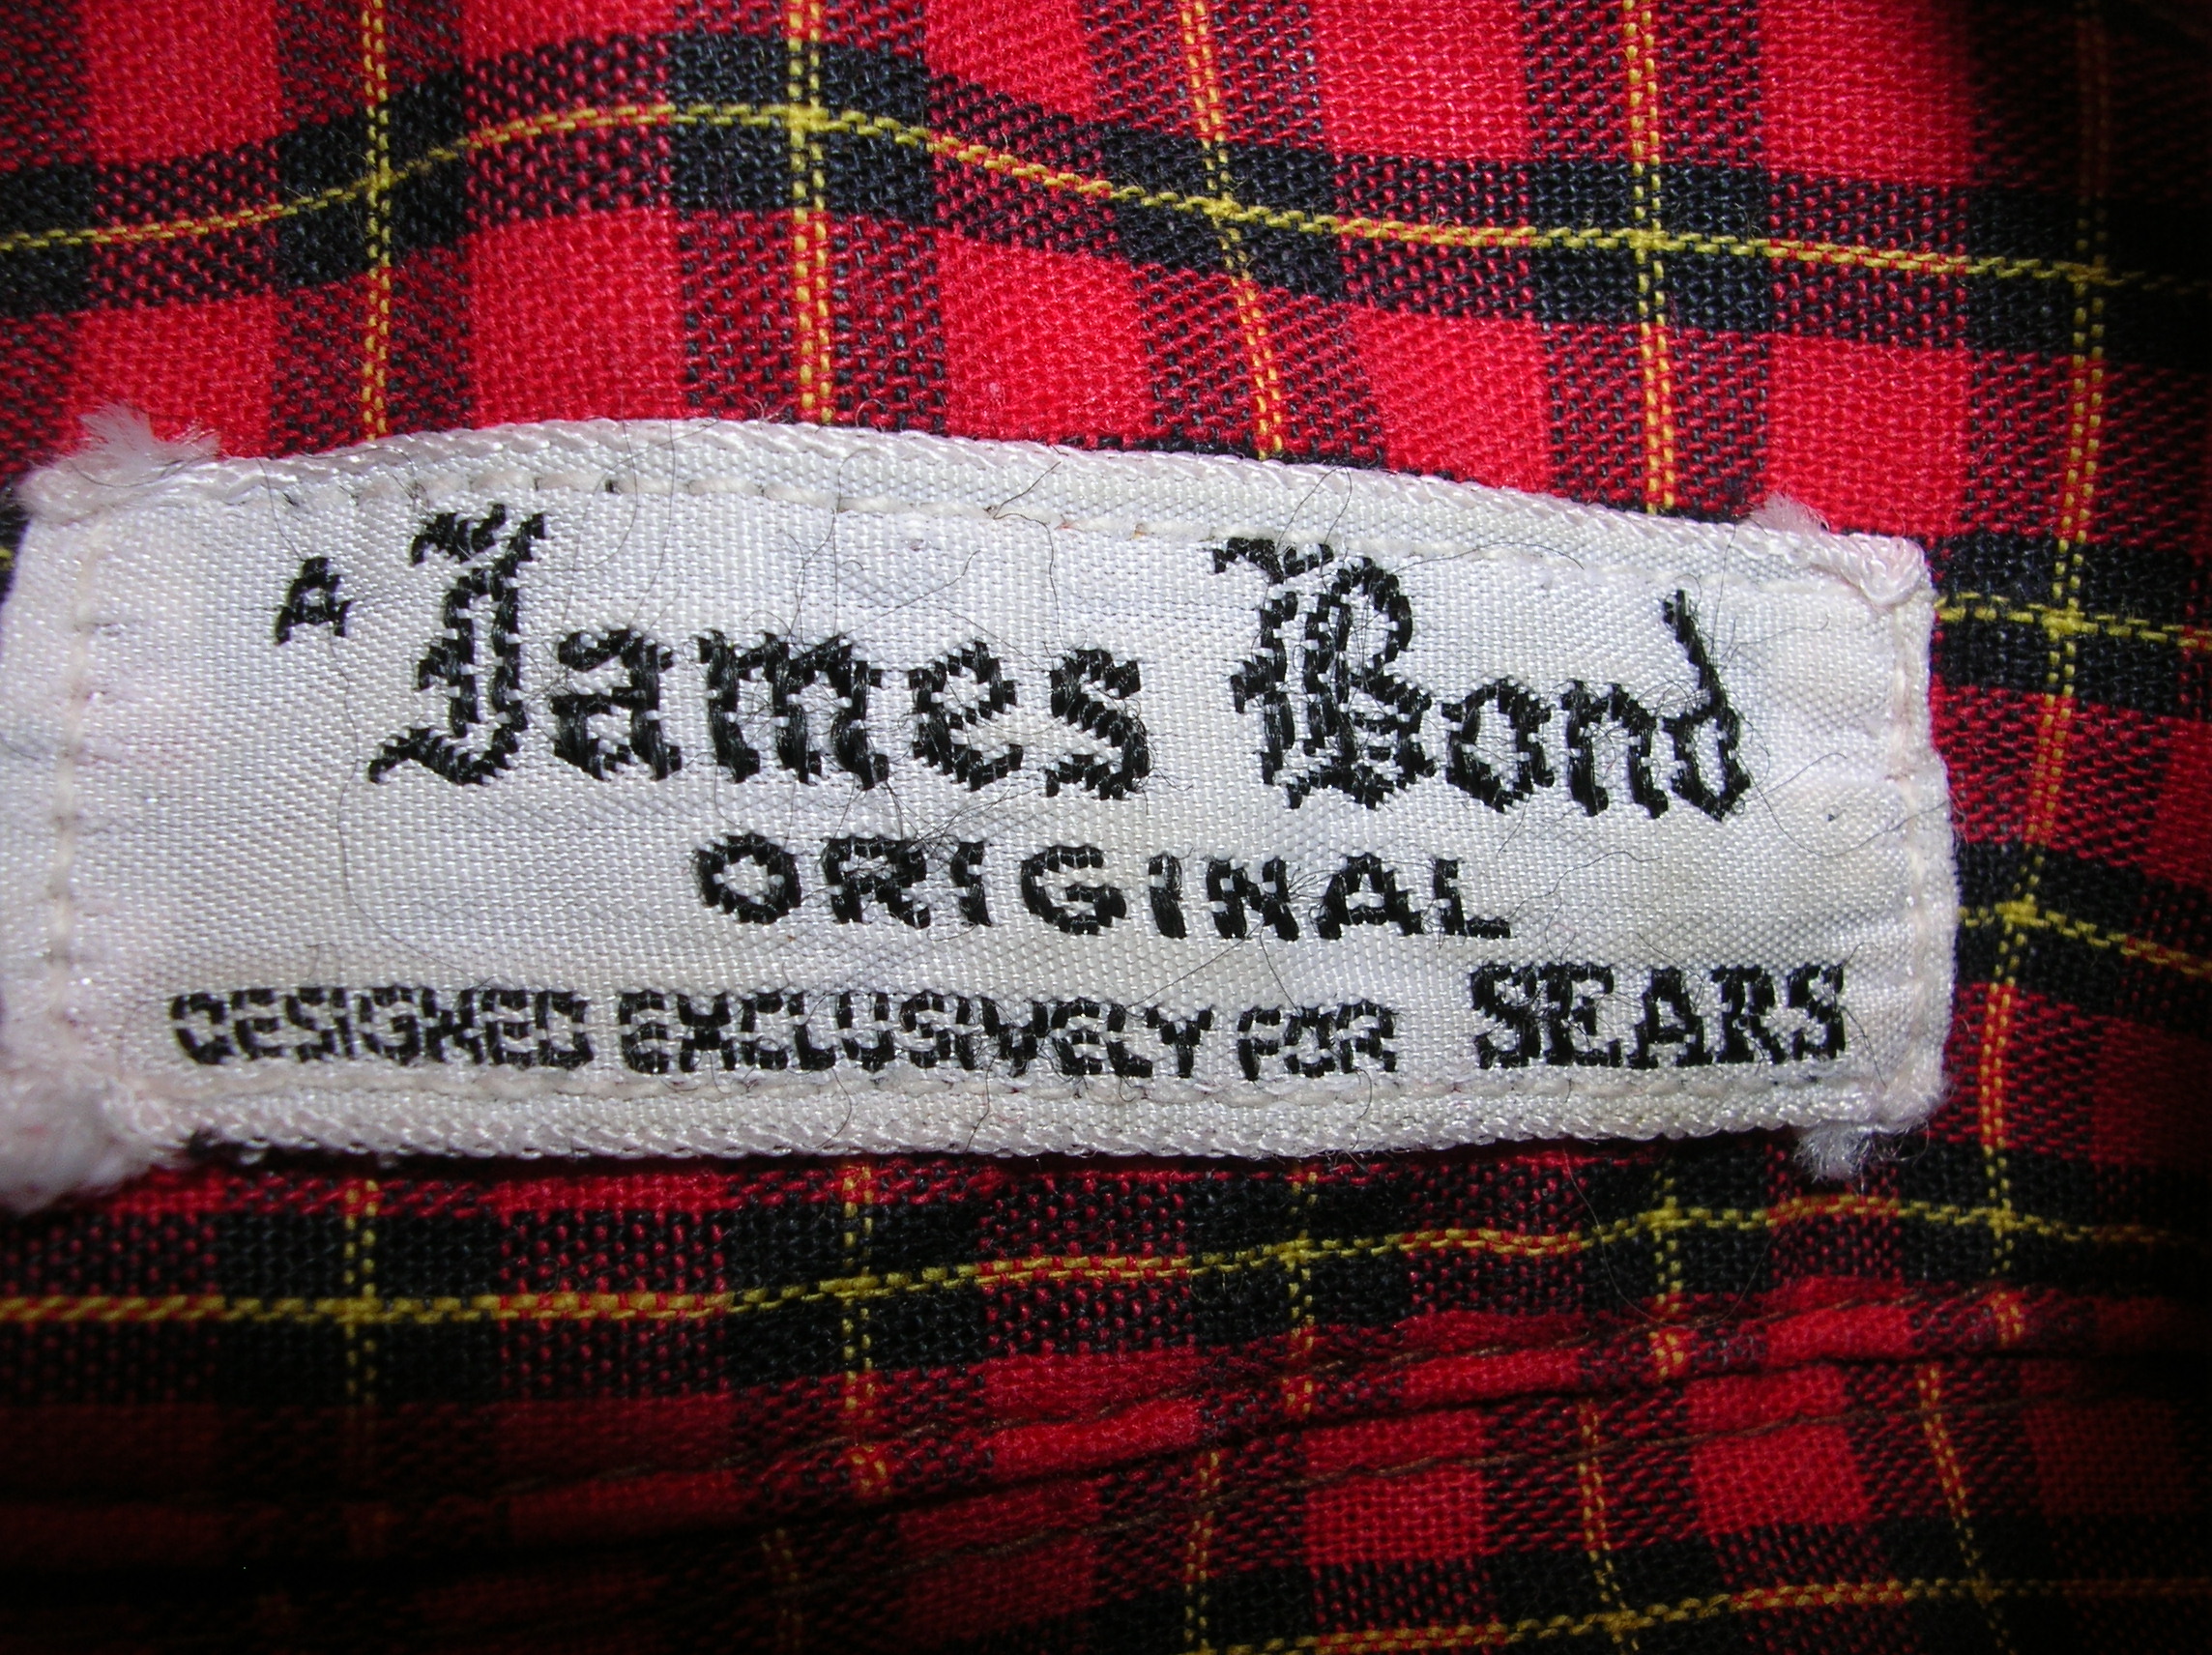 A James Bond
ORIGINAL
DESIGNED EXCLUSIVELY FOR SEARS